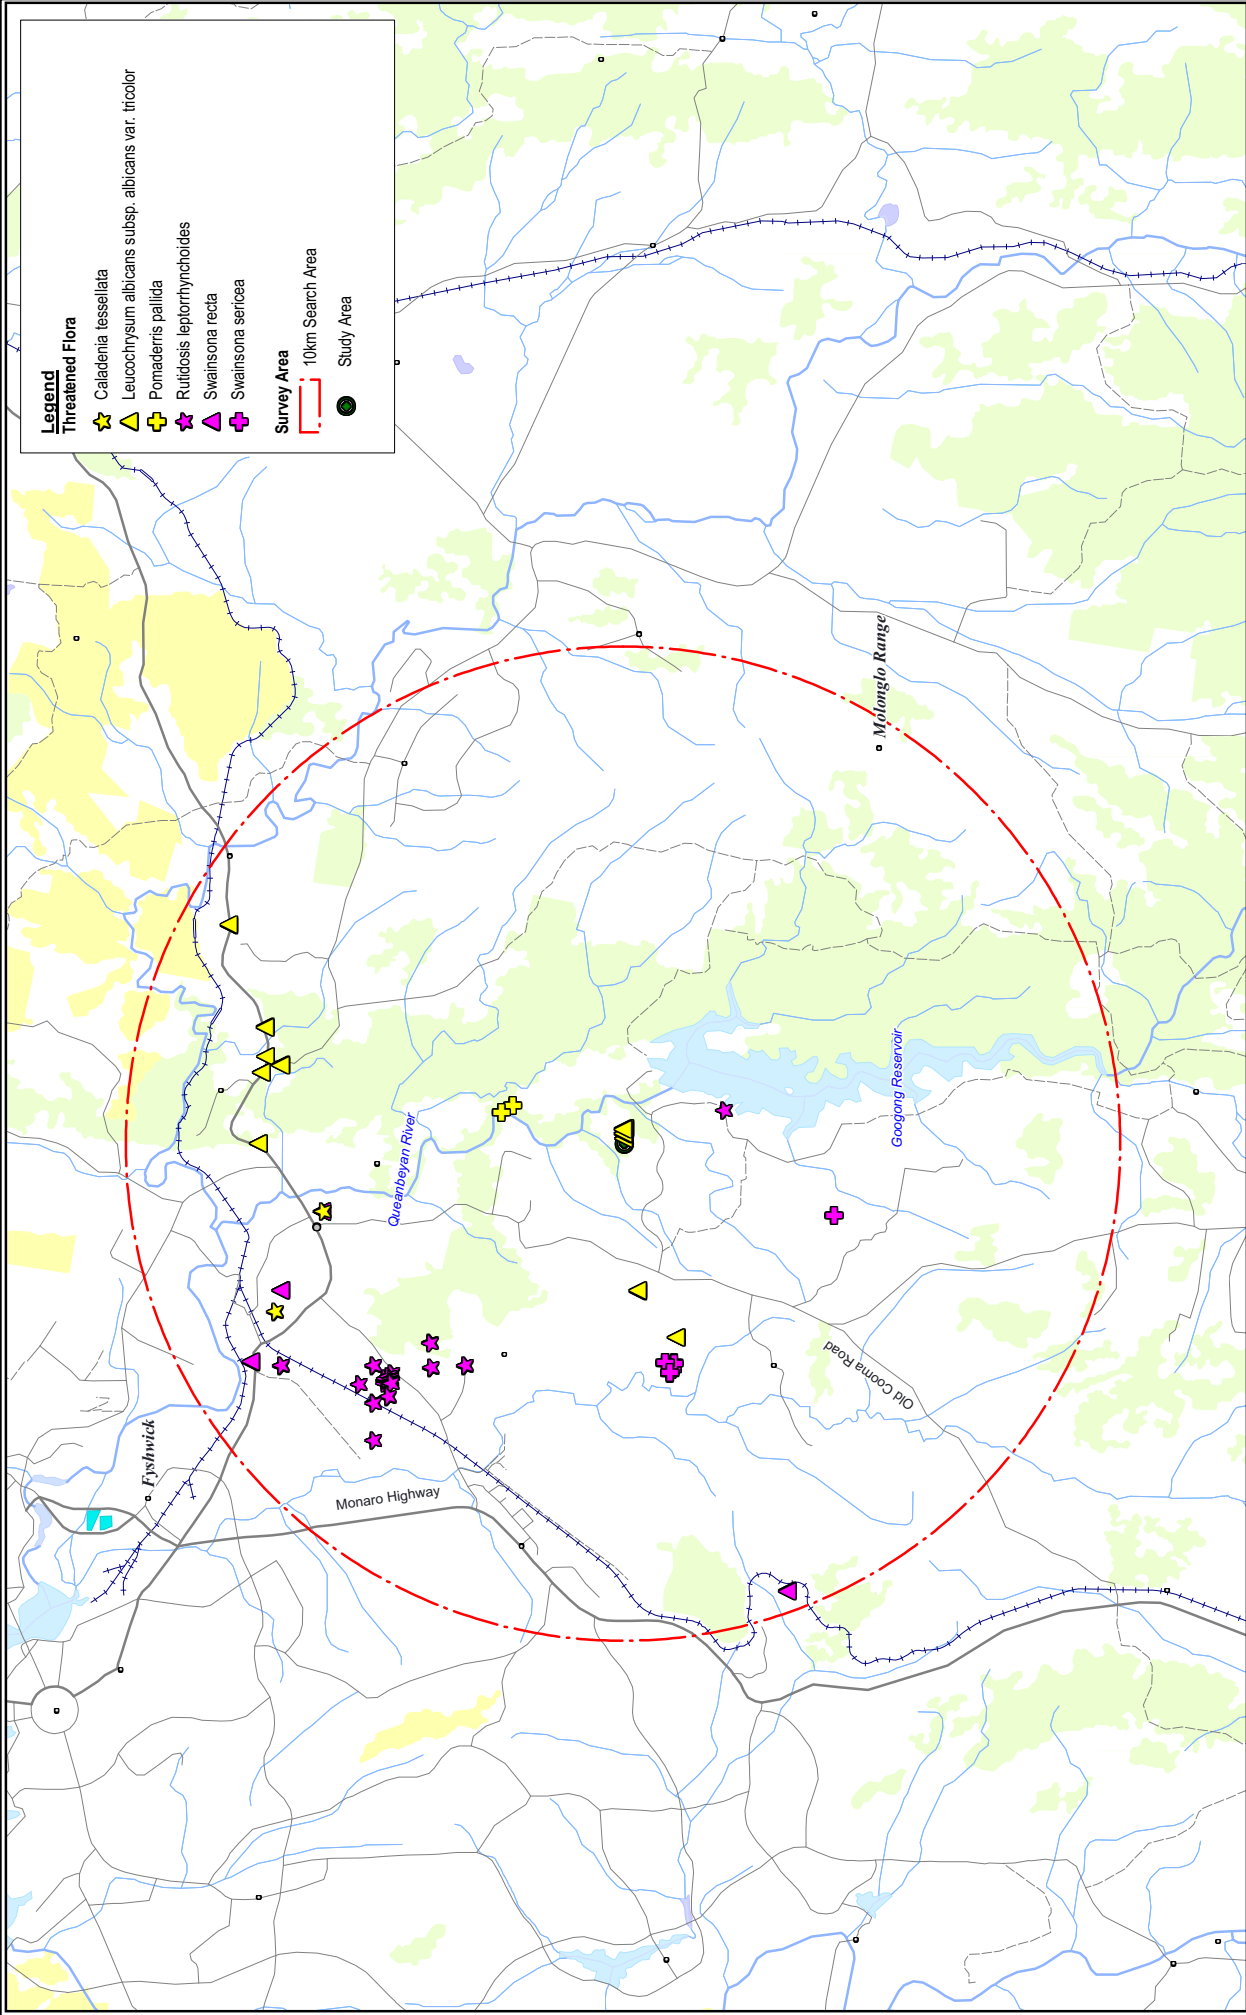 Legend
Threatened Flora
Caladenia tessellata
Leucochrysum albicans subsp. albicans var. tricolor
Pomaderris pallida
Rutidosis leptorrhynchoides
Swainsona recta
Swainsona sericea
Survey Area
10km Search Area
Study Area
Fyshwick
Monaro Highway
Queanbeyan River
Old Cooma Road
Googong Reservoir
Molonglo Range